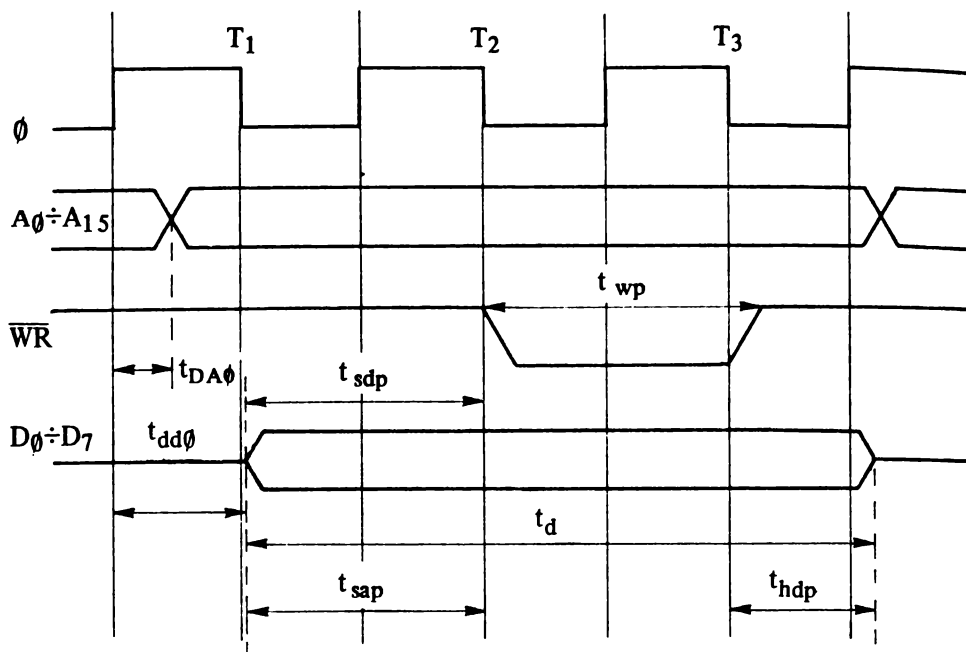 T1 T2 T3
ø
Aø÷A15
t wp
WR
tDAø
t sdp
Dø÷D7
tddø
td
t sap
thdp